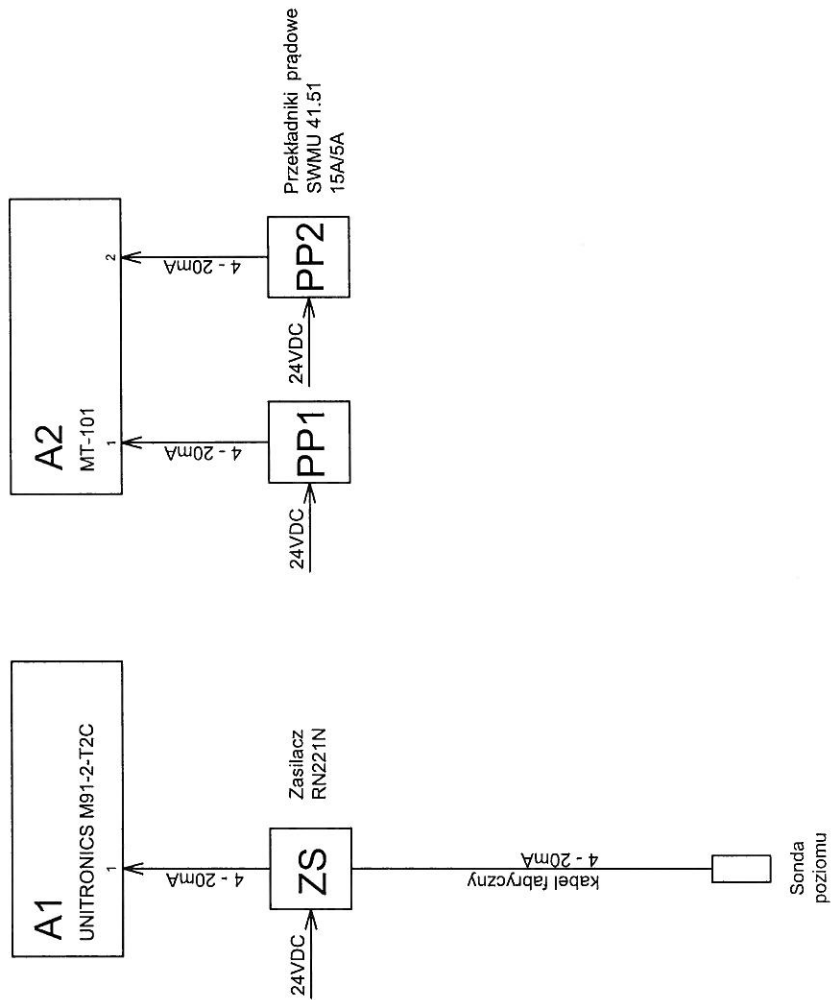 A1
UNITRONICS M91-2-T2C
1
4 - 20mA
24VDC
ZS
Zasilacz
RN221N
kabel fabryczny
4 - 20mA
Sonda
poziomu
A2
MT-101
1
2
4 - 20mA
4 - 20mA
24VDC
PP1
24VDC
PP2
Przekładniki prądowe
SWMU 41.51
15A/5A